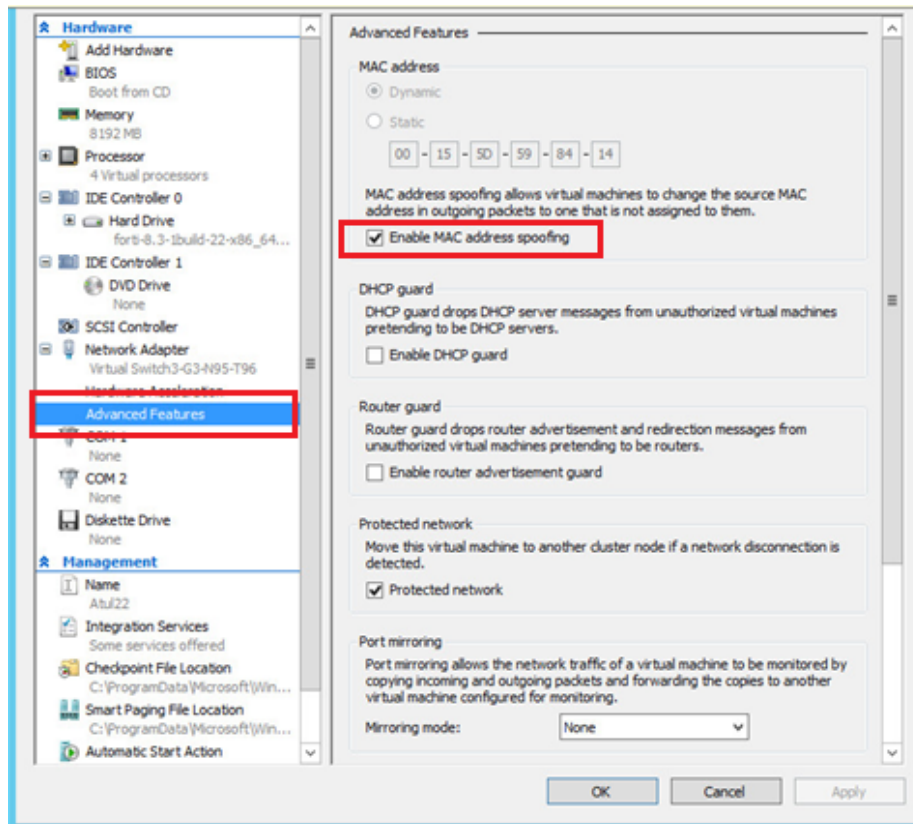 Hardware
Add Hardware
BIOS
Boot from CD
Memory
8192 MB
Processor
4 Virtual processors
IDE Controller 0
Hard Drive
forti-8.3-1build-22-x86_64...
IDE Controller 1
DVD Drive
None
SCSI Controller
Network Adapter
Virtual Switch3-G3-N95-T96
Hardware Acceleration
Advanced Features
COM 1
None
COM 2
None
Diskette Drive
None
Management
Name
Atul22
Integration Services
Some services offered
Checkpoint File Location
C:\ProgramData\Microsoft\Win...
Smart Paging File Location
C:\ProgramData\Microsoft\Win...
Automatic Start Action
Advanced Features
MAC address
Dynamic
Static
00 - 15 - 5D - 59 - 84 - 14
MAC address spoofing allows virtual machines to change the source MAC
address in outgoing packets to one that is not assigned to them.
Enable MAC address spoofing
DHCP guard
DHCP guard drops DHCP server messages from unauthorized virtual machines
pretending to be DHCP servers.
Enable DHCP guard
Router guard
Router guard drops router advertisement and redirection messages from
unauthorized virtual machines pretending to be routers.
Enable router advertisement guard
Protected network
Move this virtual machine to another cluster node if a network disconnection is
detected.
Protected network
Port mirroring
Port mirroring allows the network traffic of a virtual machine to be monitored by
copying incoming and outgoing packets and forwarding the copies to another
virtual machine configured for monitoring.
Mirroring mode: None
OK Cancel Apply